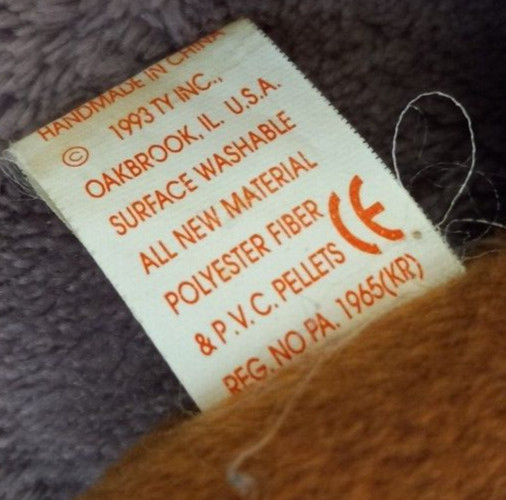 HANDMADE IN CHINA
© 1993 TY INC.,
OAKBROOK, IL. U.S.A.
SURFACE WASHABLE
ALL NEW MATERIAL
POLYESTER FIBER
& P.V.C. PELLETS CE
REG. NO PA. 1965(KR)